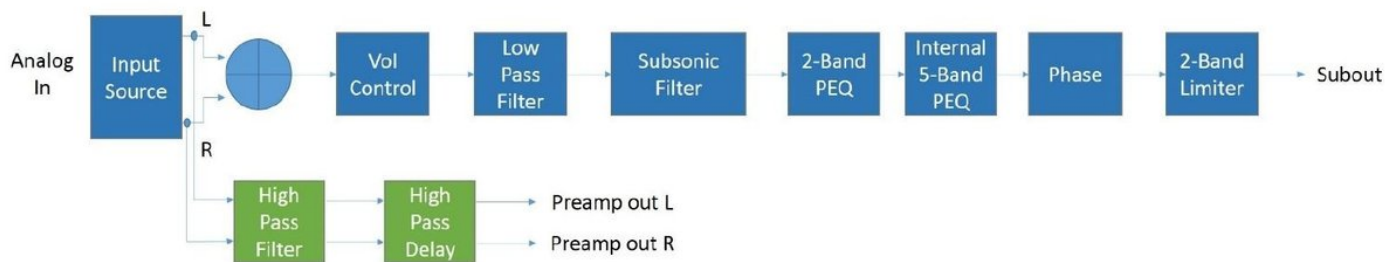 L
Analog
In
Input
Source
Vol
Control
Low
Pass
Filter
Subsonic
Filter
2-Band
PEQ
Internal
5-Band
PEQ
Phase
2-Band
Limiter
Subout
R
High
Pass
Filter
High
Pass
Delay
Preamp out L
Preamp out R